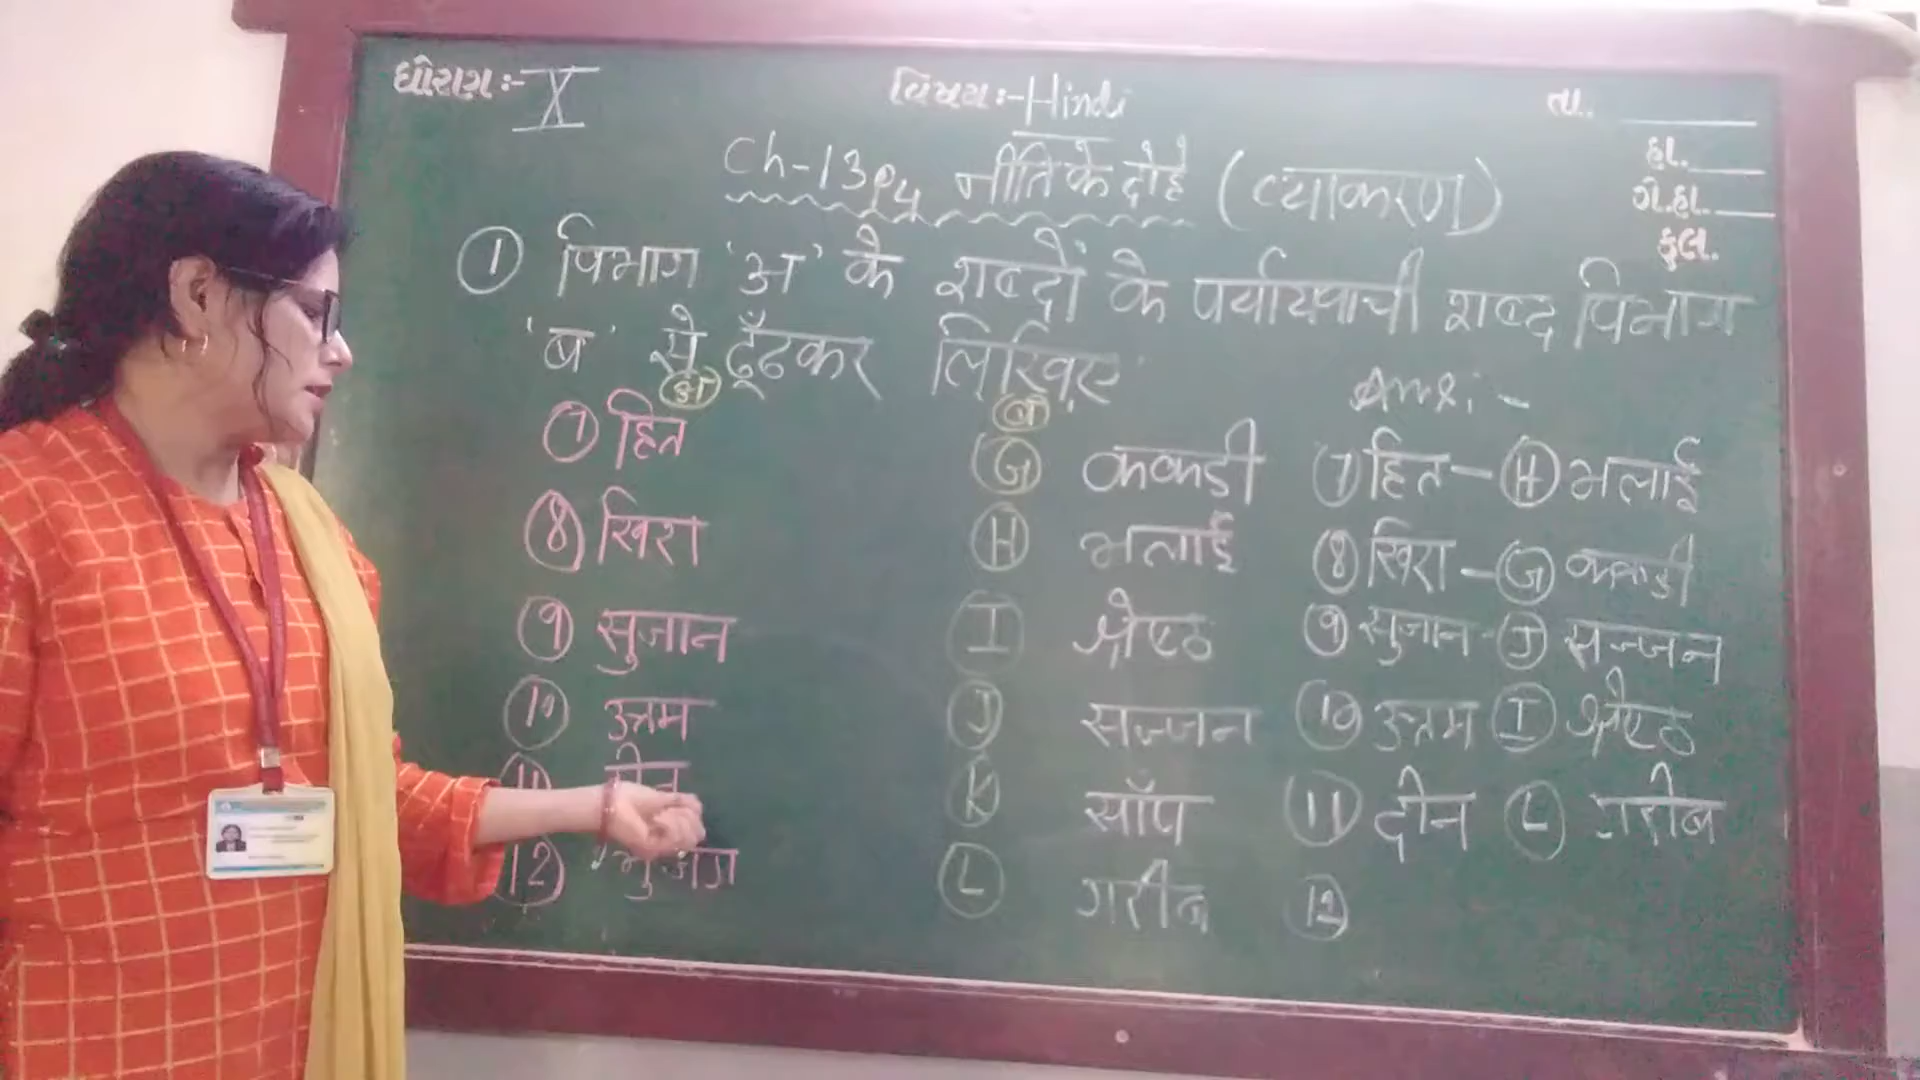 ધોરણ:- X
વિષય:- Hindi
તા.
હા.
ગે.હા.
કુલ.
Ch-13 पद्य नीति के दोहे (व्याकरण)
① विभाग 'अ' के शब्दों के पर्यायवाची शब्द विभाग
'ब' से ढूँढकर लिखिए
अ
ब
Ans:-
7 हित
G ककडी
7 हित - H भलाई
8 खिरा
H भलाई
8 खिरा - G ककडी
9 सुजान
I श्रेष्ठ
9 सुजान - J सज्जन
10 उत्तम
J सज्जन
10 उत्तम I श्रेष्ठ
11
K साँप
11 दीन L गरीब
12 भुजंग
L गरीब
12